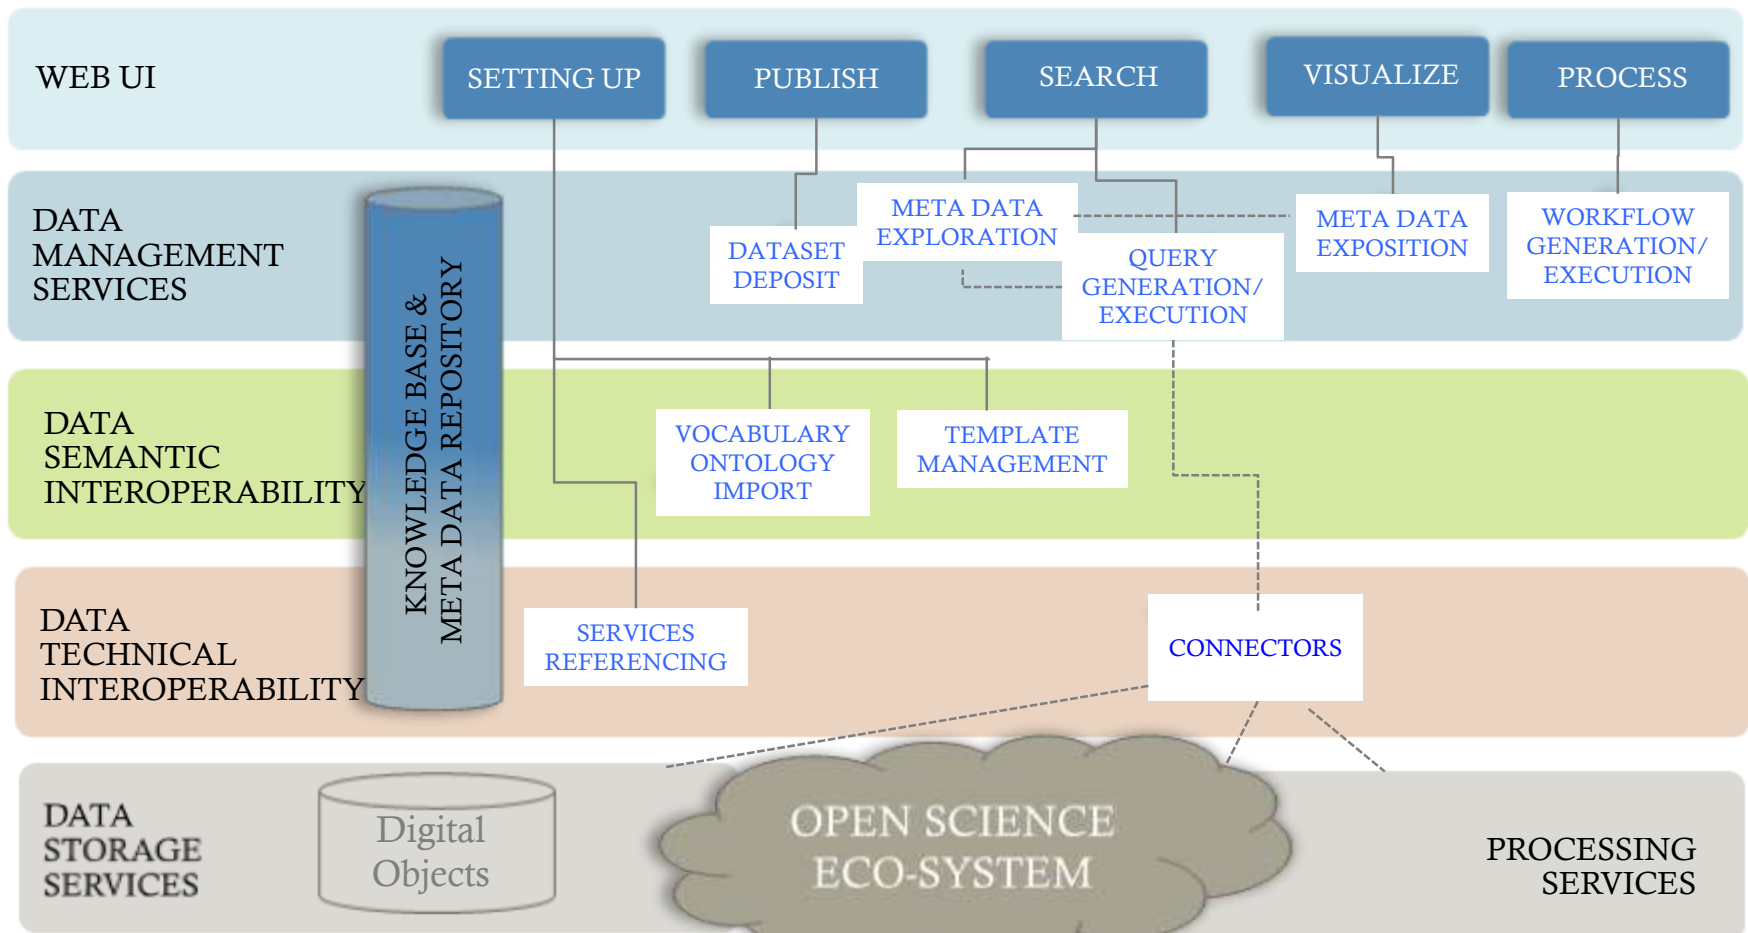 WEB UI
SETTING UP
PUBLISH
SEARCH
VISUALIZE
PROCESS
DATA
MANAGEMENT
SERVICES
KNOWLEDGE BASE &
META DATA REPOSITORY
DATASET
DEPOSIT
META DATA
EXPLORATION
QUERY
GENERATION/
EXECUTION
META DATA
EXPOSITION
WORKFLOW
GENERATION/
EXECUTION
DATA
SEMANTIC
INTEROPERABILITY
VOCABULARY
ONTOLOGY
IMPORT
TEMPLATE
MANAGEMENT
DATA
TECHNICAL
INTEROPERABILITY
SERVICES
REFERENCING
CONNECTORS
DATA
STORAGE
SERVICES
Digital
Objects
OPEN SCIENCE
ECO-SYSTEM
PROCESSING
SERVICES